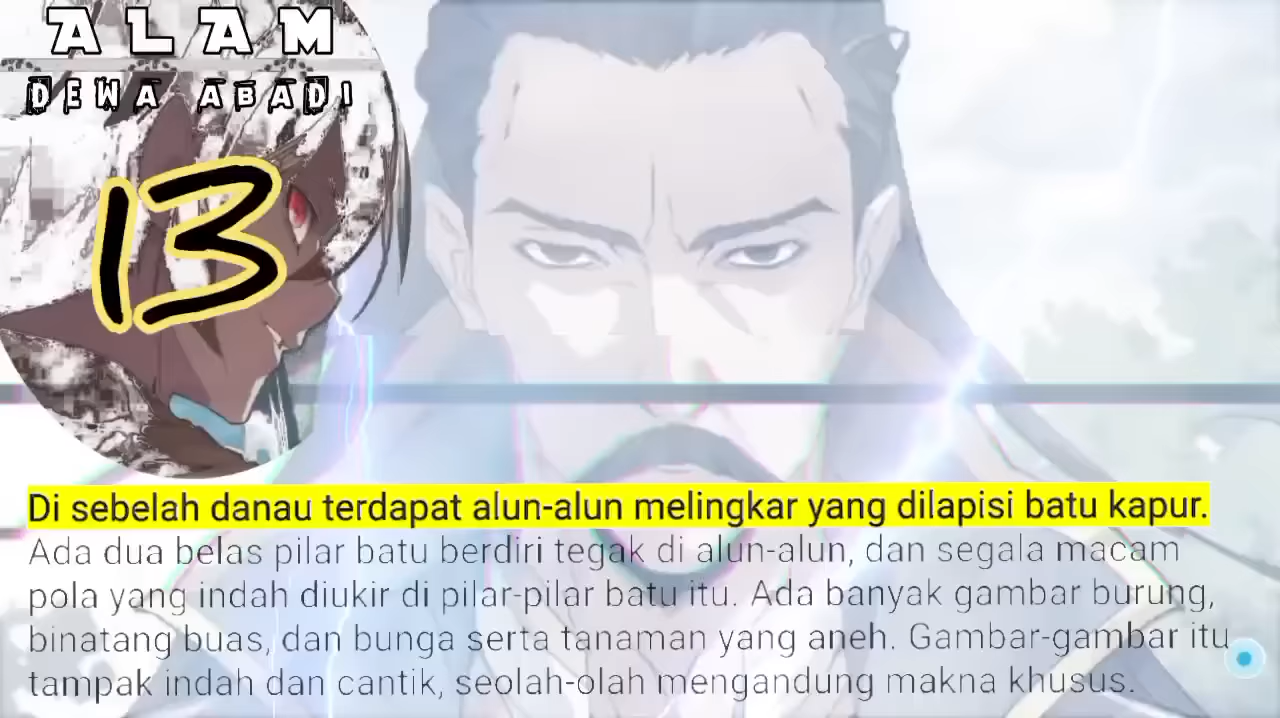 ALAM
DEWA ABADI
13
Di sebelah danau terdapat alun-alun melingkar yang dilapisi batu kapur.
Ada dua belas pilar batu berdiri tegak di alun-alun, dan segala macam
pola yang indah diukir di pilar-pilar batu itu. Ada banyak gambar burung,
binatang buas, dan bunga serta tanaman yang aneh. Gambar-gambar itu
tampak indah dan cantik, seolah-olah mengandung makna khusus.